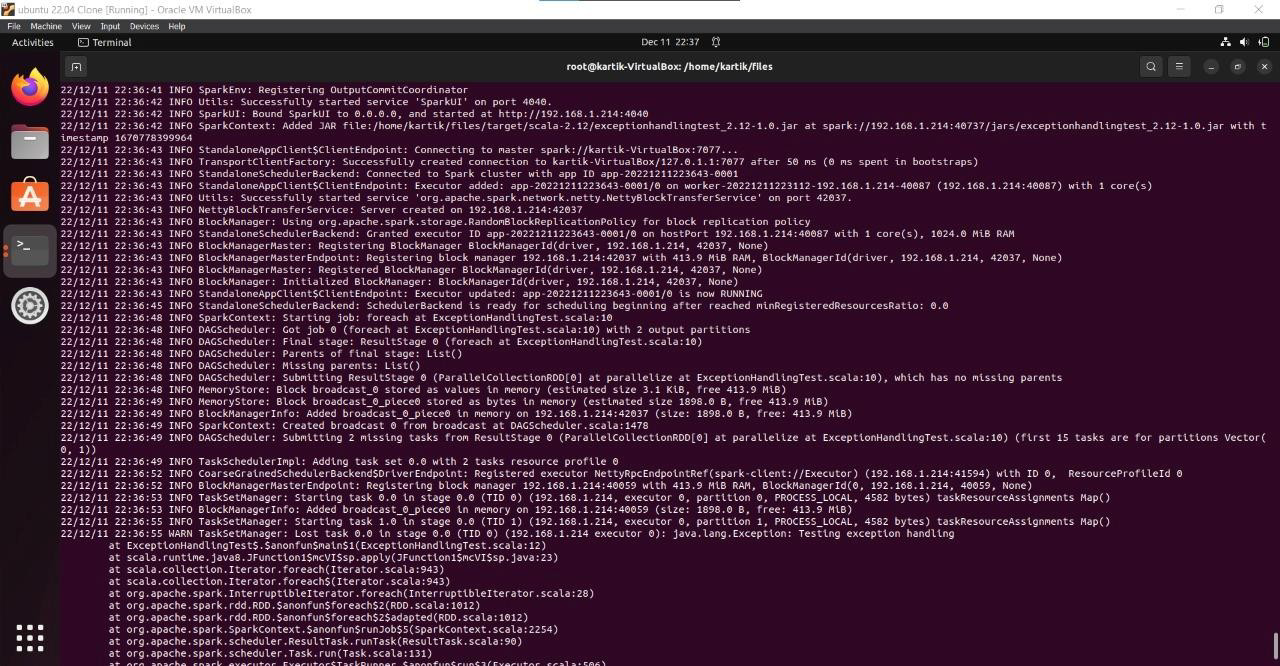 ubuntu 22.04 Clone [Running] - Oracle VM VirtualBox
File Machine View Input Devices Help
Activities Terminal Dec 11 22:37
root@kartik-VirtualBox: /home/kartik/files
22/12/11 22:36:41 INFO SparkEnv: Registering OutputCommitCoordinator
22/12/11 22:36:42 INFO Utils: Successfully started service 'SparkUI' on port 4040.
22/12/11 22:36:42 INFO SparkUI: Bound SparkUI to 0.0.0.0, and started at http://192.168.1.214:4040
22/12/11 22:36:42 INFO SparkContext: Added JAR file:/home/kartik/files/target/scala-2.12/exceptionhandlingtest_2.12-1.0.jar at spark://192.168.1.214:40737/jars/exceptionhandlingtest_2.12-1.0.jar with t
imestamp 1670778399964
22/12/11 22:36:43 INFO StandaloneAppClient$ClientEndpoint: Connecting to master spark://kartik-VirtualBox:7077...
22/12/11 22:36:43 INFO TransportClientFactory: Successfully created connection to kartik-VirtualBox/127.0.1.1:7077 after 50 ms (0 ms spent in bootstraps)
22/12/11 22:36:43 INFO StandaloneSchedulerBackend: Connected to Spark cluster with app ID app-20221211223643-0001
22/12/11 22:36:43 INFO StandaloneAppClient$ClientEndpoint: Executor added: app-20221211223643-0001/0 on worker-20221211223112-192.168.1.214-40087 (192.168.1.214:40087) with 1 core(s)
22/12/11 22:36:43 INFO Utils: Successfully started service 'org.apache.spark.network.netty.NettyBlockTransferService' on port 42037.
22/12/11 22:36:43 INFO NettyBlockTransferService: Server created on 192.168.1.214:42037
22/12/11 22:36:43 INFO BlockManager: Using org.apache.spark.storage.RandomBlockReplicationPolicy for block replication policy
22/12/11 22:36:43 INFO StandaloneSchedulerBackend: Granted executor ID app-20221211223643-0001/0 on hostPort 192.168.1.214:40087 with 1 core(s), 1024.0 MiB RAM
22/12/11 22:36:43 INFO BlockManagerMaster: Registering BlockManager BlockManagerId(driver, 192.168.1.214, 42037, None)
22/12/11 22:36:43 INFO BlockManagerMasterEndpoint: Registering block manager 192.168.1.214:42037 with 413.9 MiB RAM, BlockManagerId(driver, 192.168.1.214, 42037, None)
22/12/11 22:36:43 INFO BlockManagerMaster: Registered BlockManager BlockManagerId(driver, 192.168.1.214, 42037, None)
22/12/11 22:36:43 INFO BlockManager: Initialized BlockManager: BlockManagerId(driver, 192.168.1.214, 42037, None)
22/12/11 22:36:43 INFO StandaloneAppClient$ClientEndpoint: Executor updated: app-20221211223643-0001/0 is now RUNNING
22/12/11 22:36:45 INFO StandaloneSchedulerBackend: SchedulerBackend is ready for scheduling beginning after reached minRegisteredResourcesRatio: 0.0
22/12/11 22:36:48 INFO SparkContext: Starting job: foreach at ExceptionHandlingTest.scala:10
22/12/11 22:36:48 INFO DAGScheduler: Got job 0 (foreach at ExceptionHandlingTest.scala:10) with 2 output partitions
22/12/11 22:36:48 INFO DAGScheduler: Final stage: ResultStage 0 (foreach at ExceptionHandlingTest.scala:10)
22/12/11 22:36:48 INFO DAGScheduler: Parents of final stage: List()
22/12/11 22:36:48 INFO DAGScheduler: Missing parents: List()
22/12/11 22:36:48 INFO DAGScheduler: Submitting ResultStage 0 (ParallelCollectionRDD[0] at parallelize at ExceptionHandlingTest.scala:10), which has no missing parents
22/12/11 22:36:48 INFO MemoryStore: Block broadcast_0 stored as values in memory (estimated size 3.1 KiB, free 413.9 MiB)
22/12/11 22:36:49 INFO MemoryStore: Block broadcast_0_piece0 stored as bytes in memory (estimated size 1898.0 B, free 413.9 MiB)
22/12/11 22:36:49 INFO BlockManagerInfo: Added broadcast_0_piece0 in memory on 192.168.1.214:42037 (size: 1898.0 B, free: 413.9 MiB)
22/12/11 22:36:49 INFO SparkContext: Created broadcast 0 from broadcast at DAGScheduler.scala:1478
22/12/11 22:36:49 INFO DAGScheduler: Submitting 2 missing tasks from ResultStage 0 (ParallelCollectionRDD[0] at parallelize at ExceptionHandlingTest.scala:10) (first 15 tasks are for partitions Vector(
0, 1))
22/12/11 22:36:49 INFO TaskSchedulerImpl: Adding task set 0.0 with 2 tasks resource profile 0
22/12/11 22:36:52 INFO CoarseGrainedSchedulerBackend$DriverEndpoint: Registered executor NettyRpcEndpointRef(spark-client://Executor) (192.168.1.214:41594) with ID 0,  ResourceProfileId 0
22/12/11 22:36:52 INFO BlockManagerMasterEndpoint: Registering block manager 192.168.1.214:40059 with 413.9 MiB RAM, BlockManagerId(0, 192.168.1.214, 40059, None)
22/12/11 22:36:53 INFO TaskSetManager: Starting task 0.0 in stage 0.0 (TID 0) (192.168.1.214, executor 0, partition 0, PROCESS_LOCAL, 4582 bytes) taskResourceAssignments Map()
22/12/11 22:36:53 INFO BlockManagerInfo: Added broadcast_0_piece0 in memory on 192.168.1.214:40059 (size: 1898.0 B, free: 413.9 MiB)
22/12/11 22:36:55 INFO TaskSetManager: Starting task 1.0 in stage 0.0 (TID 1) (192.168.1.214, executor 0, partition 1, PROCESS_LOCAL, 4582 bytes) taskResourceAssignments Map()
22/12/11 22:36:55 WARN TaskSetManager: Lost task 0.0 in stage 0.0 (TID 0) (192.168.1.214 executor 0): java.lang.Exception: Testing exception handling
at ExceptionHandlingTest$.$anonfun$main$1(ExceptionHandlingTest.scala:12)
at scala.runtime.java8.JFunction1$mcVI$sp.apply(JFunction1$mcVI$sp.java:23)
at scala.collection.Iterator.foreach(Iterator.scala:943)
at scala.collection.Iterator.foreach$(Iterator.scala:943)
at org.apache.spark.InterruptibleIterator.foreach(InterruptibleIterator.scala:28)
at org.apache.spark.rdd.RDD.$anonfun$foreach$2(RDD.scala:1012)
at org.apache.spark.rdd.RDD.$anonfun$foreach$2$adapted(RDD.scala:1012)
at org.apache.spark.SparkContext.$anonfun$runJob$5(SparkContext.scala:2254)
at org.apache.spark.scheduler.ResultTask.runTask(ResultTask.scala:90)
at org.apache.spark.scheduler.Task.run(Task.scala:131)
at org.apache.spark.executor.Executor$TaskRunner.$anonfun$run$3(Executor.scala:506)